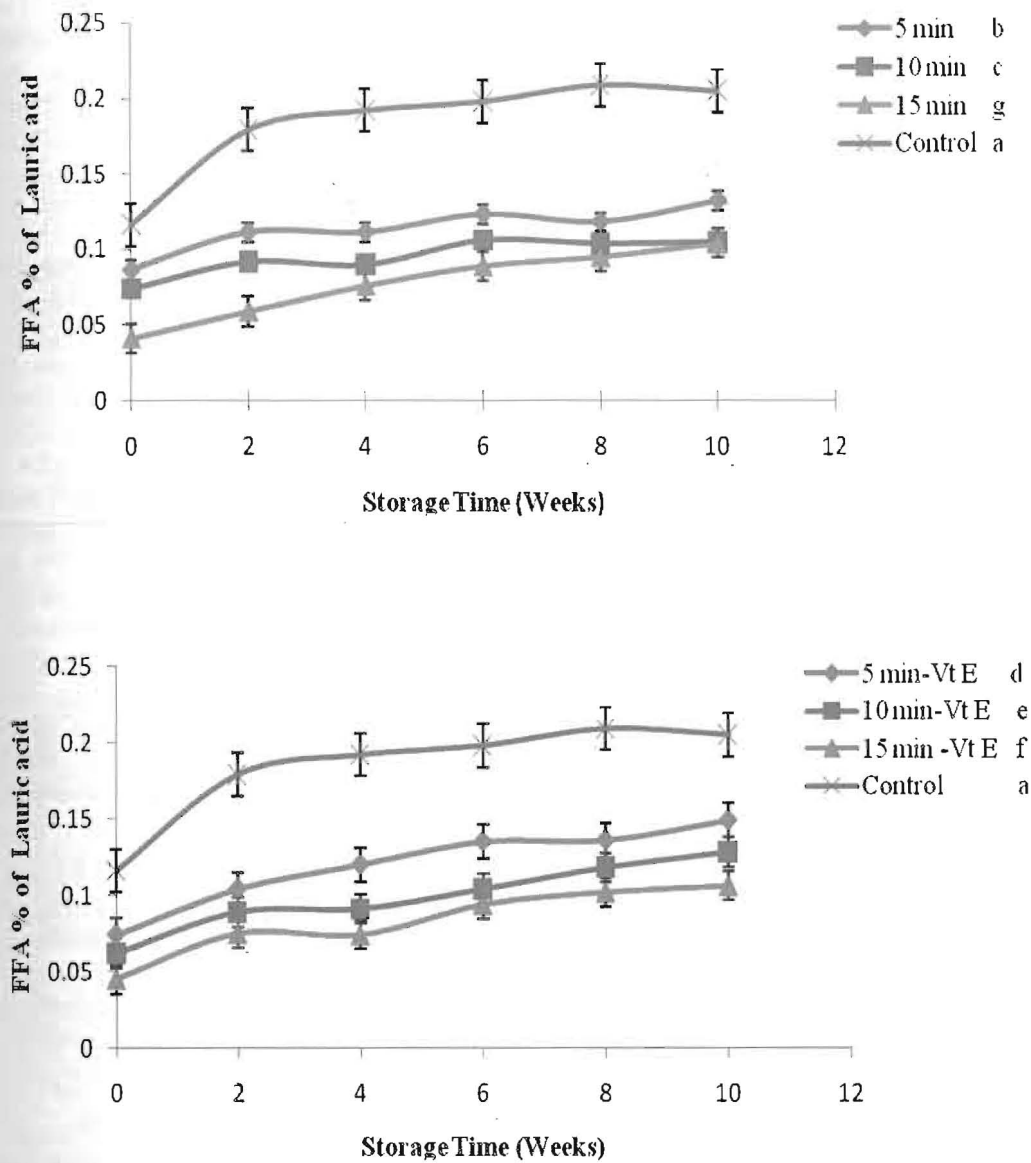 0.25
0.2
0.15
0.1
0.05
0
FFA % of Lauric acid
0 2 4 6 8 10 12
Storage Time (Weeks)
5 min b
10 min c
15 min g
Control a
0.25
0.2
0.15
0.1
0.05
0
FFA % of Lauric acid
0 2 4 6 8 10 12
Storage Time (Weeks)
5 min-Vt E d
10 min-Vt E e
15 min -Vt E f
Control a